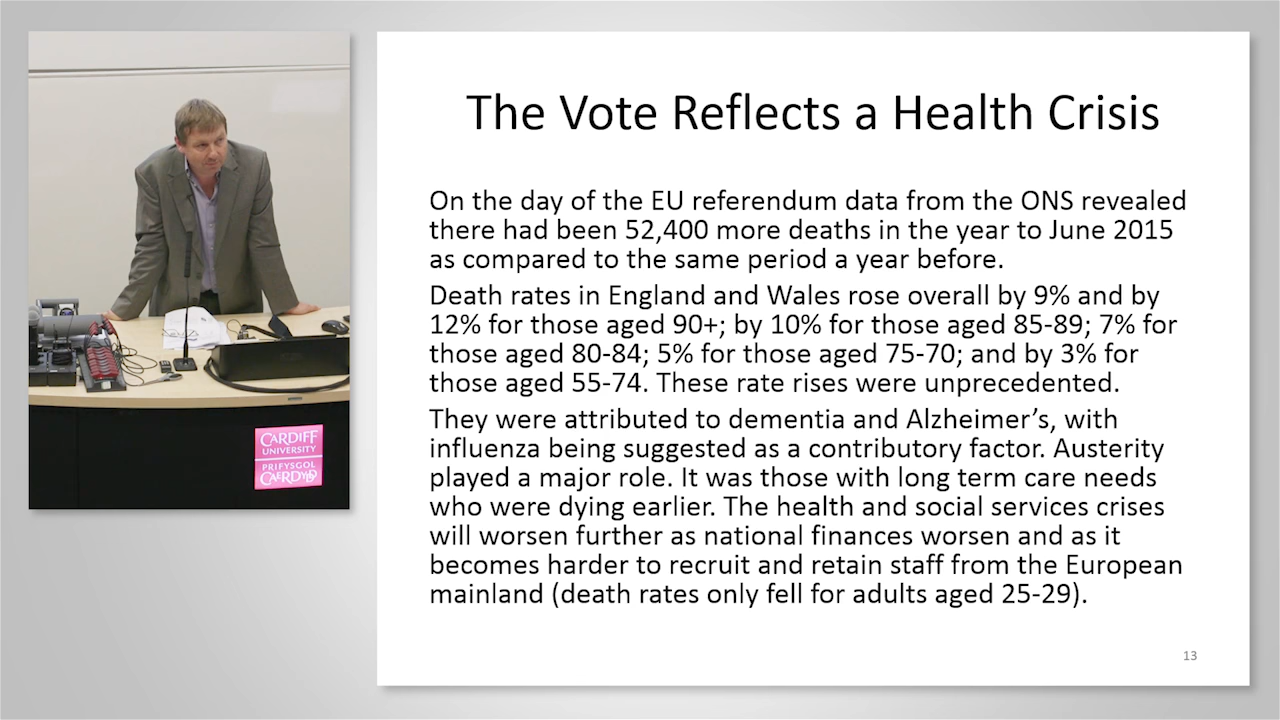 The Vote Reflects a Health Crisis
On the day of the EU referendum data from the ONS revealed
there had been 52,400 more deaths in the year to June 2015
as compared to the same period a year before.
Death rates in England and Wales rose overall by 9% and by
12% for those aged 90+; by 10% for those aged 85-89; 7% for
those aged 80-84; 5% for those aged 75-70; and by 3% for
those aged 55-74. These rate rises were unprecedented.
They were attributed to dementia and Alzheimer’s, with
influenza being suggested as a contributory factor. Austerity
played a major role. It was those with long term care needs
who were dying earlier. The health and social services crises
will worsen further as national finances worsen and as it
becomes harder to recruit and retain staff from the European
mainland (death rates only fell for adults aged 25-29).
13
CARDIFF
UNIVERSITY
PRIFYSGOL
CAERDYDD